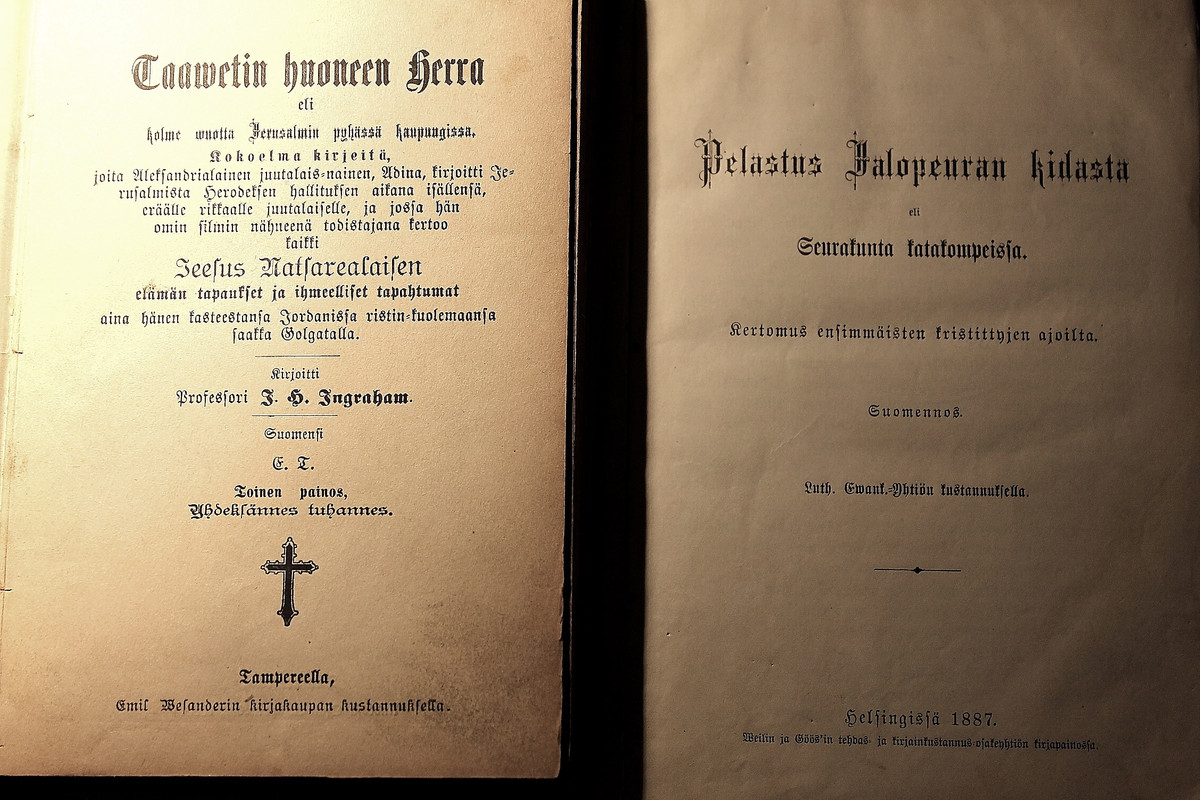 Taawetin huoneen Herra
eli
kolme wuotta Jerusalmin pyhässä kaupungissa.
Kokoelma kirjeitä,
joita Aleksandrialainen juutalais-nainen, Adina, kirjoitti Je-
rusalmista Herodeksen hallituksen aikana isällensä,
eräälle rikkaalle juutalaiselle, ja jossa hän
omin silmin nähneenä todistajana kertoo
kaikki
Jeesus Natsarealaisen
elämän tapaukset ja ihmeelliset tapahtumat
aina hänen kasteestansa Jordanissa ristin-kuolemaansa
saakka Golgatalla.
Kirjoitti
Professori J. H. Ingraham.
Suomensi
E. T.
Toinen painos,
Yhdeksännes tuhannes.
Tampereella,
Emil Wesanderin kirjakaupan kustannuksella.
Pelastus Jalopeuran kidasta
eli
Seurakunta katakompeissa.
Kertomus ensimmäisten kristittyjen ajoilta.
Suomennos.
Luth. Ewank.-Yhtiön kustannuksella.
Helsingissä 1887.
Weilin ja Göös'in tehdas- ja kirjainkustannus-osakeyhtiön kirjapainossa.